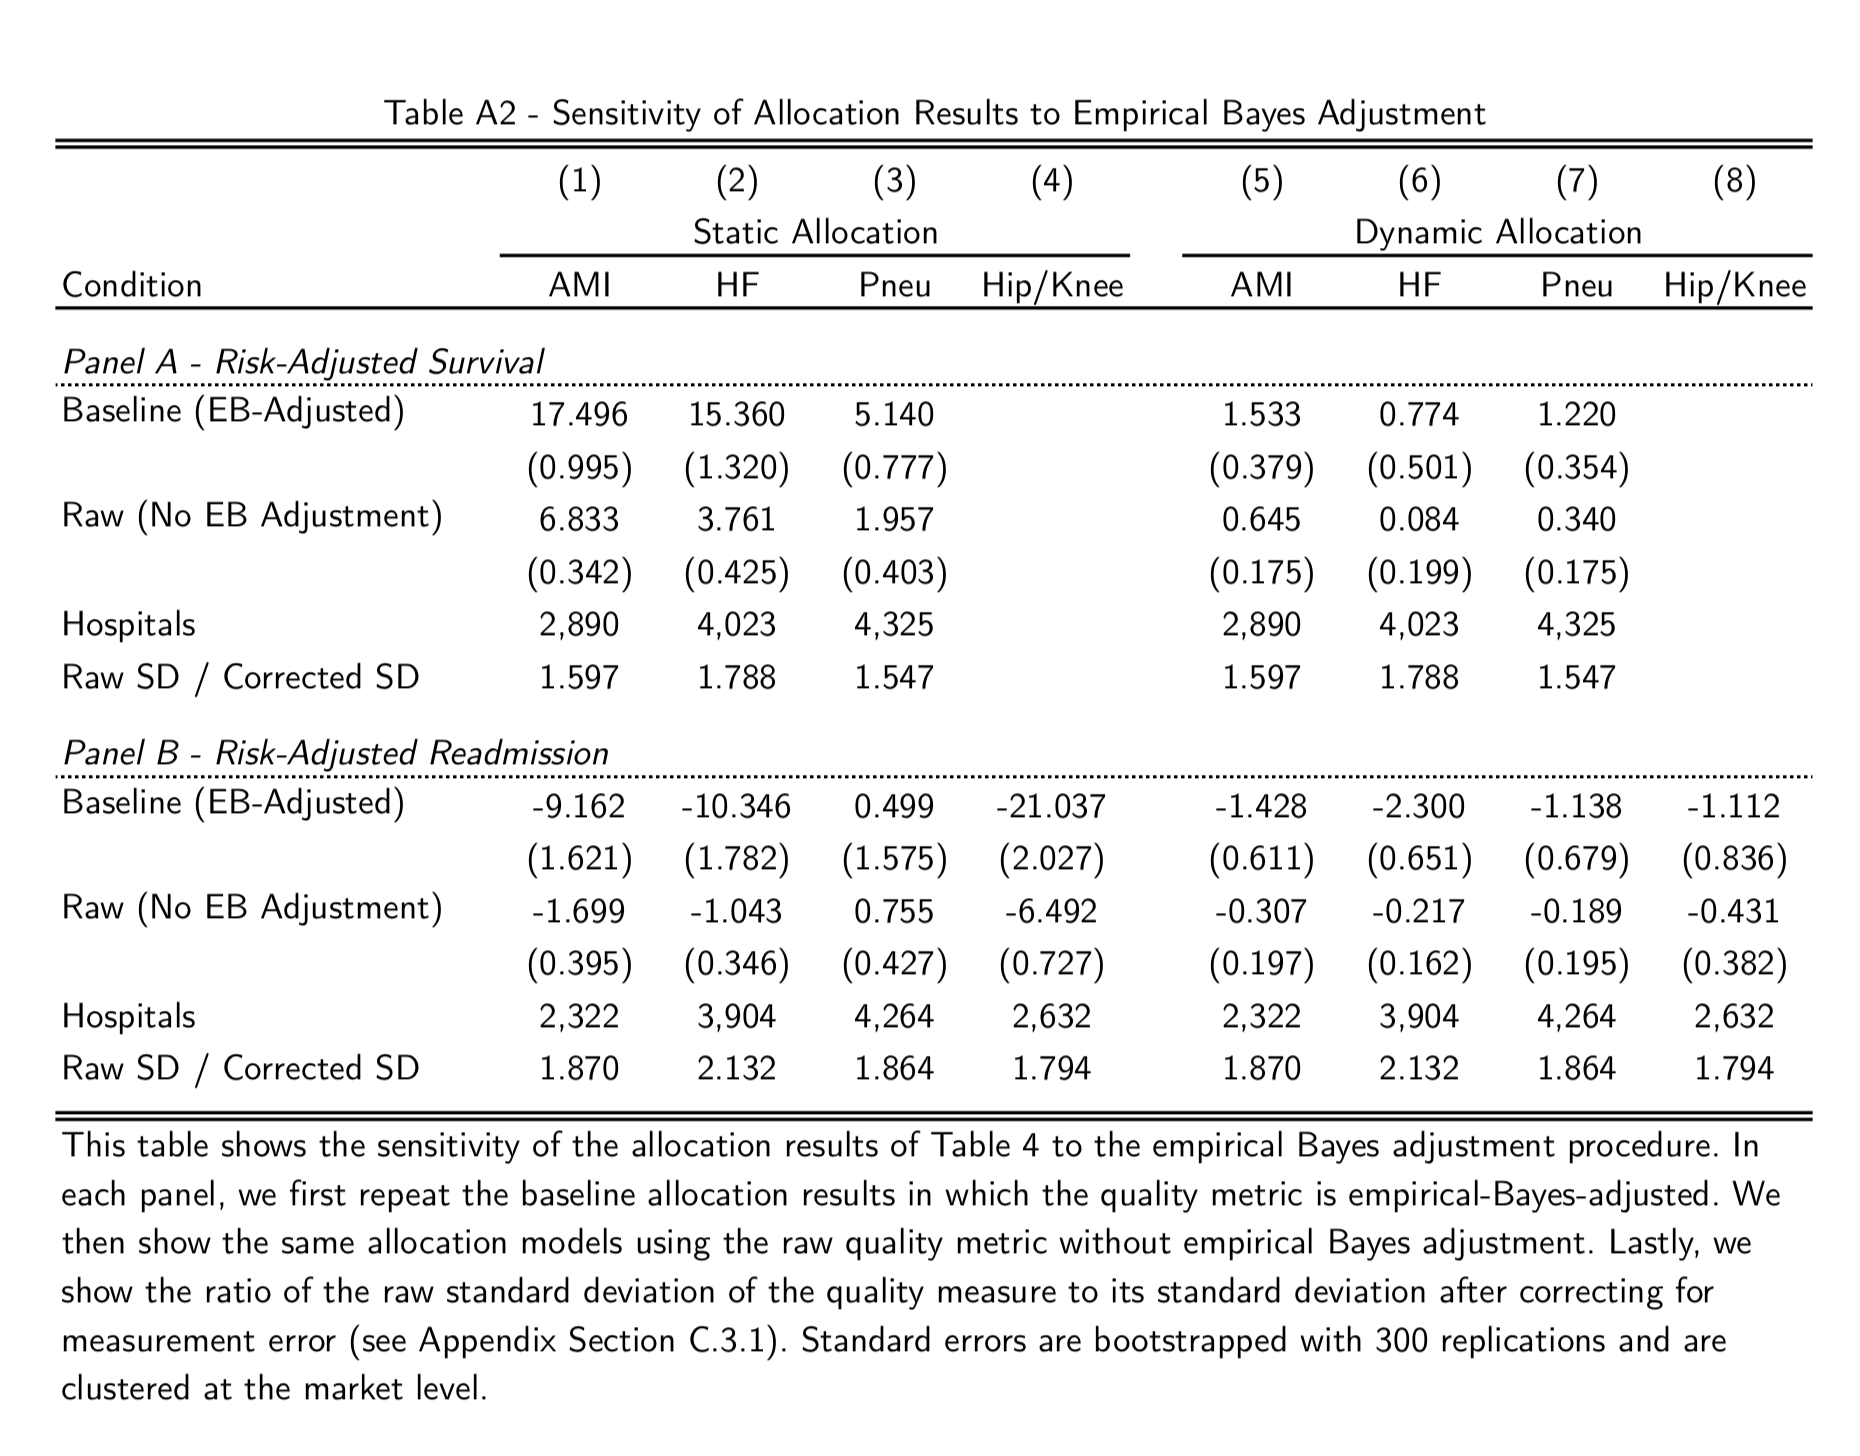 Table A2 - Sensitivity of Allocation Results to Empirical Bayes Adjustment
(1) (2) (3) (4) (5) (6) (7) (8)
Static Allocation Dynamic Allocation
Condition AMI HF Pneu Hip/Knee AMI HF Pneu Hip/Knee
Panel A - Risk-Adjusted Survival
Baseline (EB-Adjusted) 17.496 15.360 5.140 1.533 0.774 1.220
(0.995) (1.320) (0.777) (0.379) (0.501) (0.354)
Raw (No EB Adjustment) 6.833 3.761 1.957 0.645 0.084 0.340
(0.342) (0.425) (0.403) (0.175) (0.199) (0.175)
Hospitals 2,890 4,023 4,325 2,890 4,023 4,325
Raw SD / Corrected SD 1.597 1.788 1.547 1.597 1.788 1.547
Panel B - Risk-Adjusted Readmission
Baseline (EB-Adjusted) -9.162 -10.346 0.499 -21.037 -1.428 -2.300 -1.138 -1.112
(1.621) (1.782) (1.575) (2.027) (0.611) (0.651) (0.679) (0.836)
Raw (No EB Adjustment) -1.699 -1.043 0.755 -6.492 -0.307 -0.217 -0.189 -0.431
(0.395) (0.346) (0.427) (0.727) (0.197) (0.162) (0.195) (0.382)
Hospitals 2,322 3,904 4,264 2,632 2,322 3,904 4,264 2,632
Raw SD / Corrected SD 1.870 2.132 1.864 1.794 1.870 2.132 1.864 1.794
This table shows the sensitivity of the allocation results of Table 4 to the empirical Bayes adjustment procedure. In
each panel, we first repeat the baseline allocation results in which the quality metric is empirical-Bayes-adjusted. We
then show the same allocation models using the raw quality metric without empirical Bayes adjustment. Lastly, we
show the ratio of the raw standard deviation of the quality measure to its standard deviation after correcting for
measurement error (see Appendix Section C.3.1). Standard errors are bootstrapped with 300 replications and are
clustered at the market level.